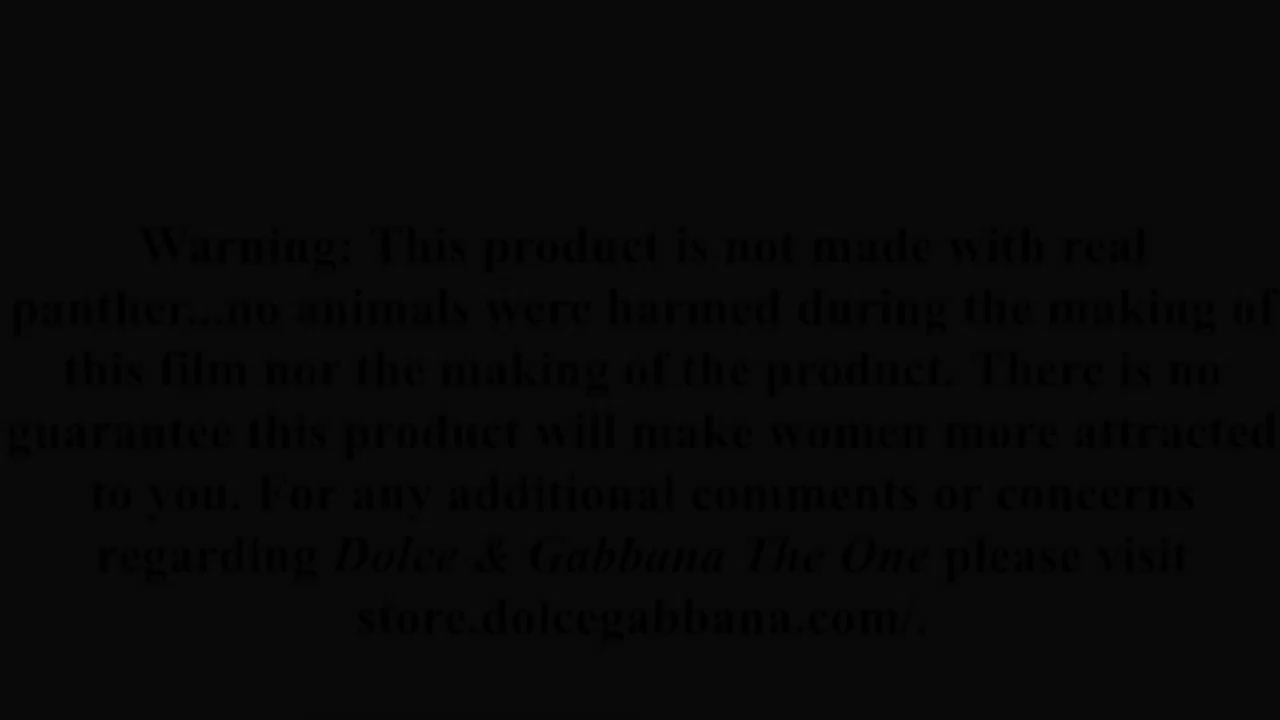 Warning: This product is not made with real
panther...no animals were harmed during the making of
this film nor the making of the product. There is no
guarantee this product will make women more attracted
to you. For any additional comments or concerns
regarding Dolce & Gabbana The One please visit
store.dolcegabbana.com/.